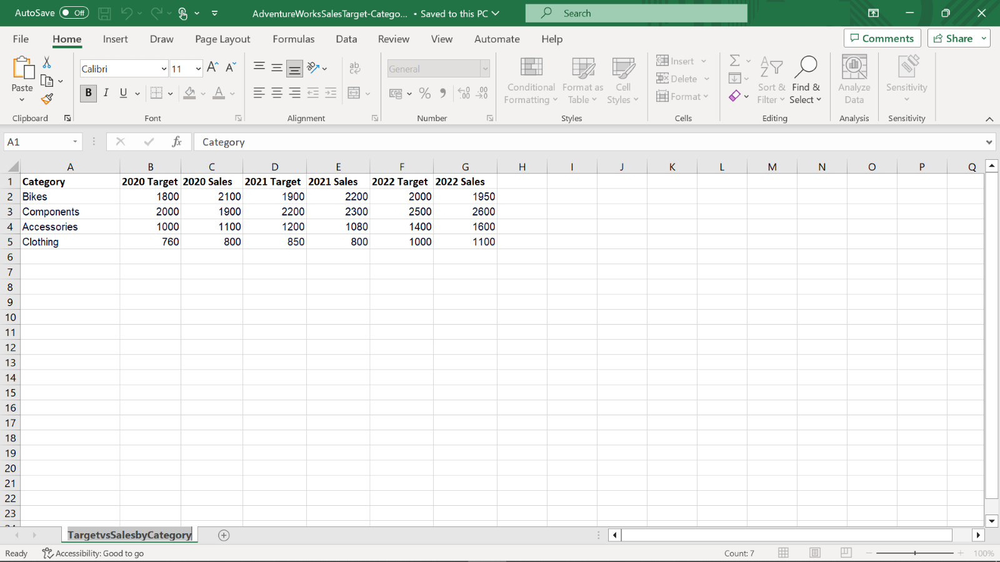 AutoSave Off AdventureWorksSalesTarget-Catego... • Saved to this PC Search
File Home Insert Draw Page Layout Formulas Data Review View Automate Help Comments Share
Paste
Clipboard
Calibri 11
B I U A
Font
ab
Alignment
General
% .00 .00
Number
Conditional Formatting
Format as Table
Cell Styles
Styles
Insert
Delete
Format
Cells
Sort & Filter
Find & Select
Editing
Analyze Data
Analysis
Sensitivity
Sensitivity
A1 fx Category
A B C D E F G H I J K L M N O P Q
1 Category 2020 Target 2020 Sales 2021 Target 2021 Sales 2022 Target 2022 Sales
2 Bikes 1800 2100 1900 2200 2000 1950
3 Components 2000 1900 2200 2300 2500 2600
4 Accessories 1000 1100 1200 1080 1400 1600
5 Clothing 760 800 850 800 1000 1100
6
7
8
9
10
11
12
13
14
15
16
17
18
19
20
21
22
23
TargetvsSalesbyCategory
Ready Accessibility: Good to go Count: 7 100%